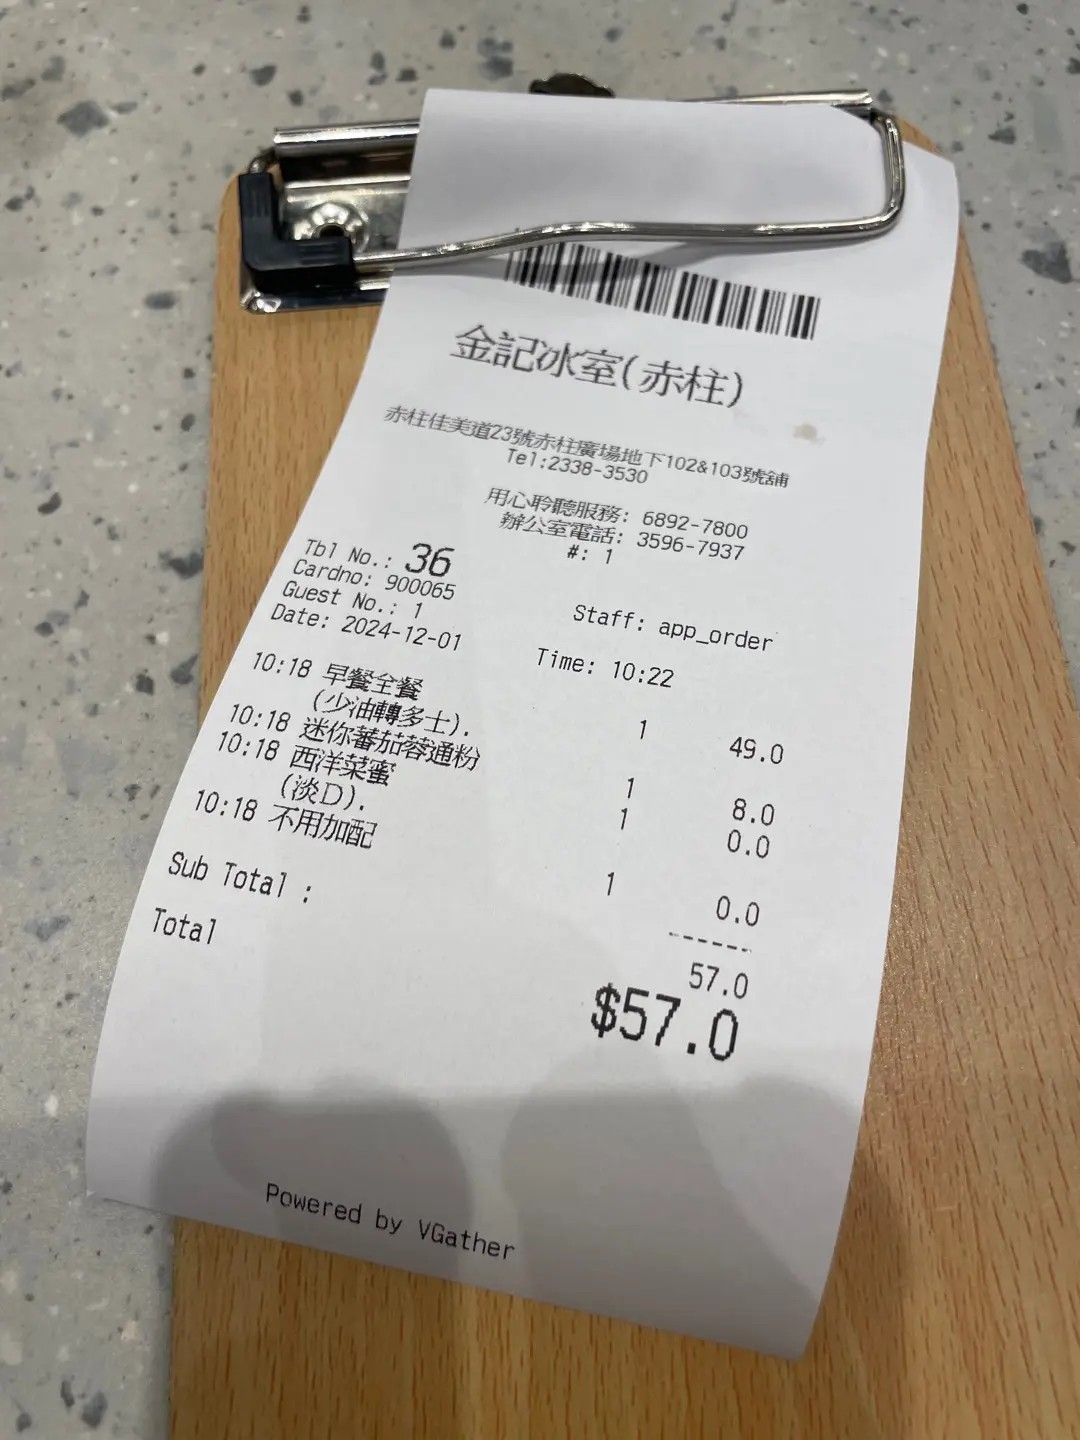 金記冰室(赤柱)
赤柱佳美道23號赤柱廣場地下102&103號舖
Tel:2338-3530
用心聆聽服務: 6892-7800
辦公室電話: 3596-7937
#: 1
Tbl No.: 36
Cardno: 900065
Guest No.: 1 Staff: app_order
Date: 2024-12-01 Time: 10:22
10:18 早餐全餐 1 49.0
(少油轉多士).
10:18 迷你蕃茄蓉通粉 1 8.0
10:18 西洋菜蜜 1 0.0
(淡D).
10:18 不用加配 1 0.0
Sub Total : 57.0
Total $57.0
Powered by VGather